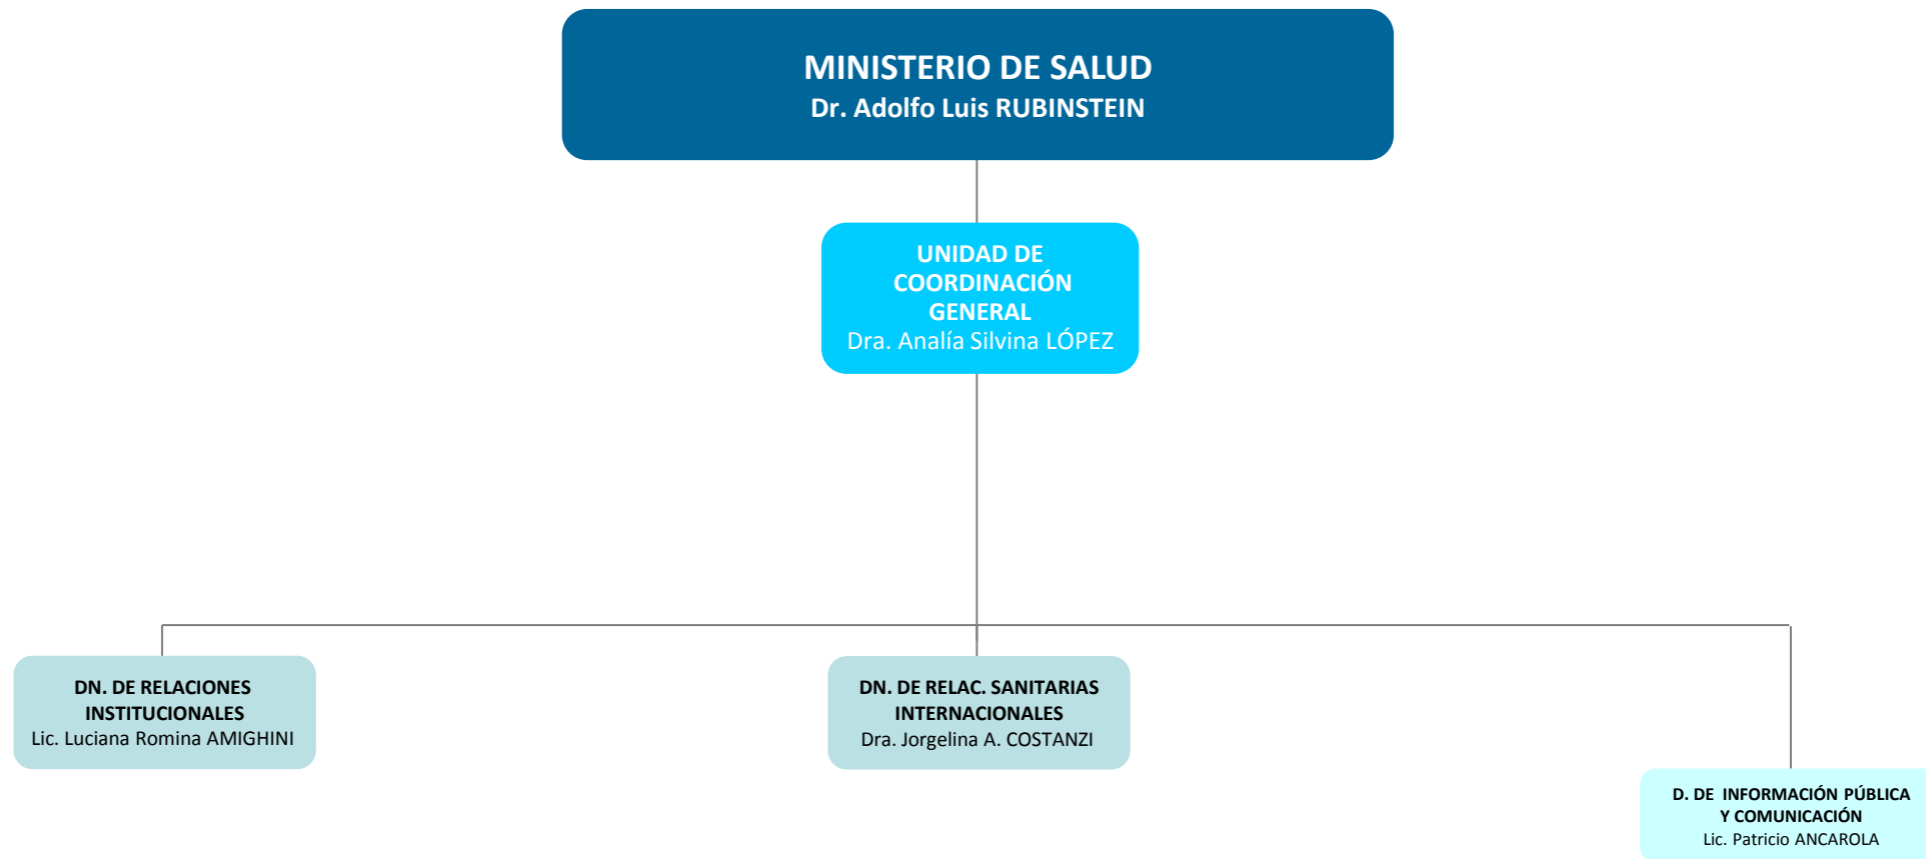 MINISTERIO DE SALUD
Dr. Adolfo Luis RUBINSTEIN
UNIDAD DE
COORDINACIÓN
GENERAL
Dra. Analía Silvina LÓPEZ
DN. DE RELACIONES
INSTITUCIONALES
Lic. Luciana Romina AMIGHINI
DN. DE RELAC. SANITARIAS
INTERNACIONALES
Dra. Jorgelina A. COSTANZI
D. DE INFORMACIÓN PÚBLICA
Y COMUNICACIÓN
Lic. Patricio ANCAROLA